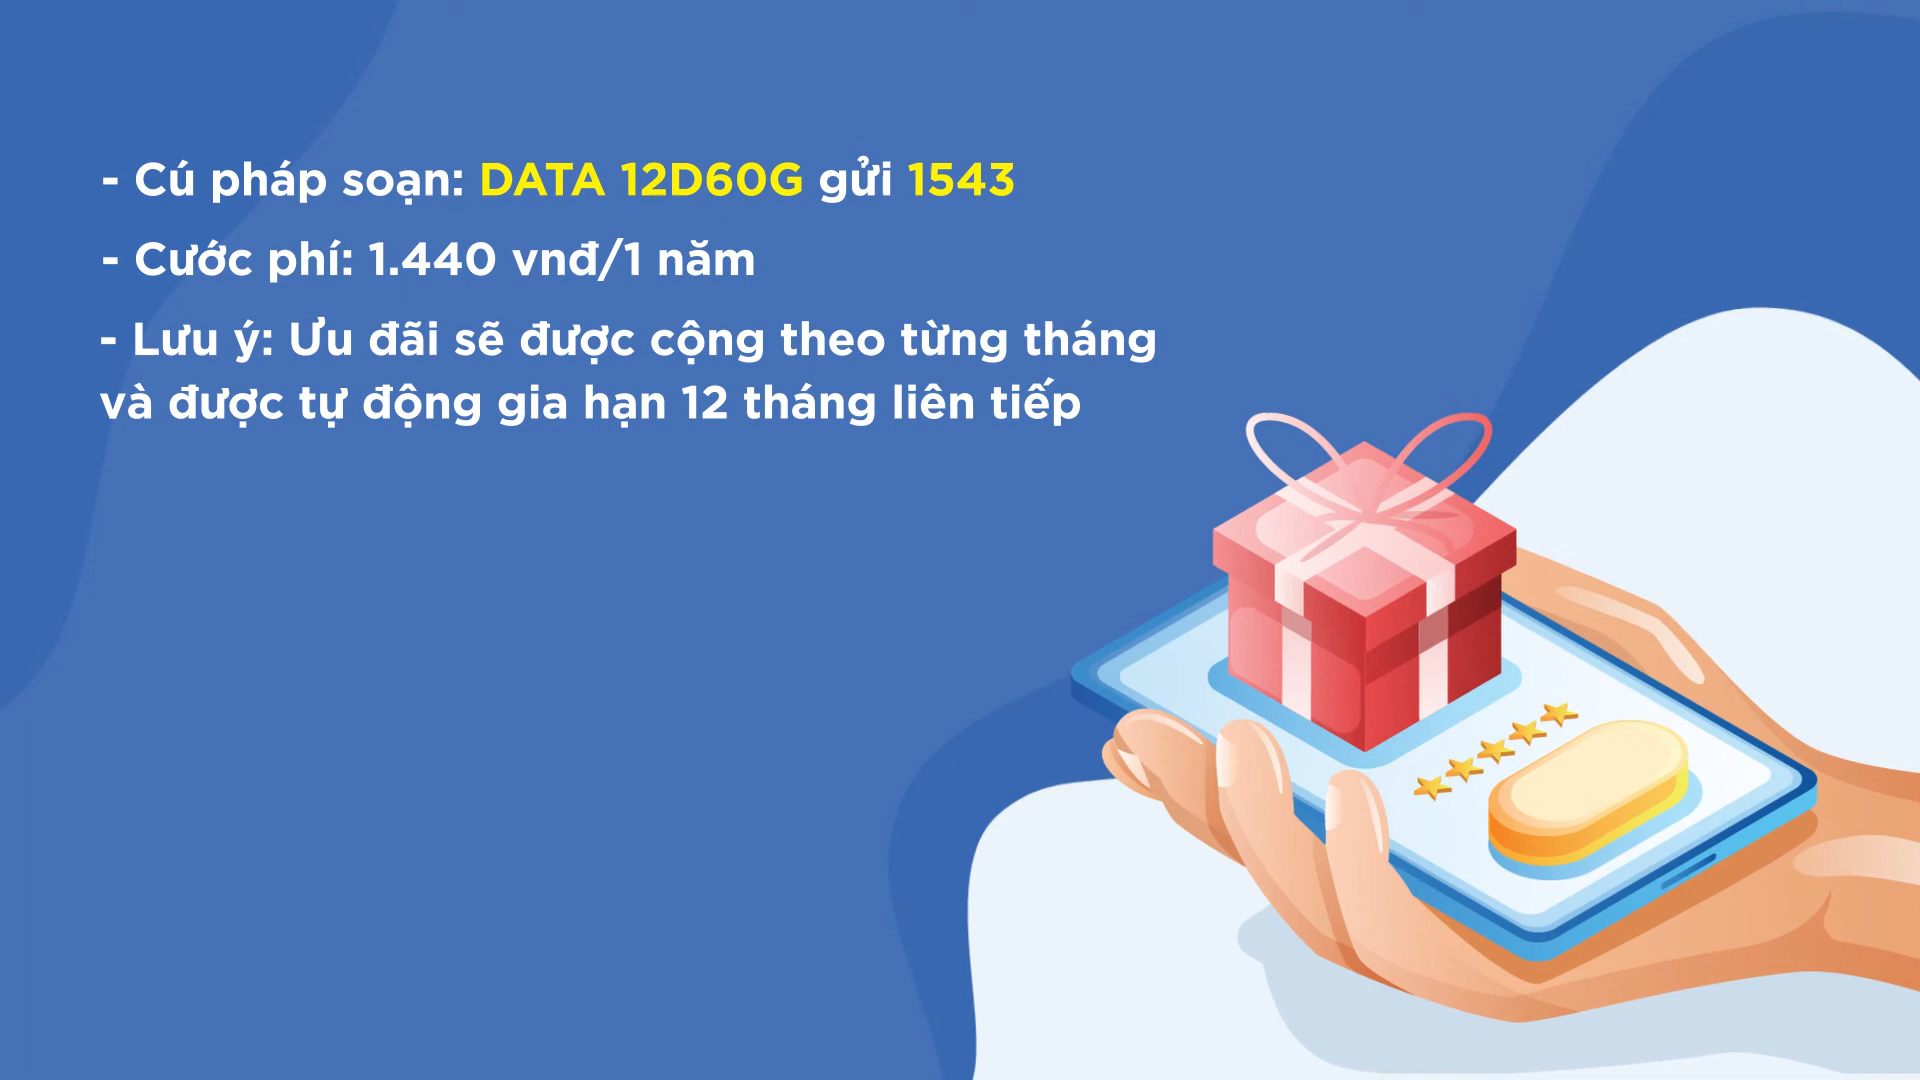 - Cú pháp soạn: DATA 12D60G gửi 1543
- Cước phí: 1.440 vnđ/1 năm
- Lưu ý: Ưu đãi sẽ được cộng theo từng tháng
và được tự động gia hạn 12 tháng liên tiếp